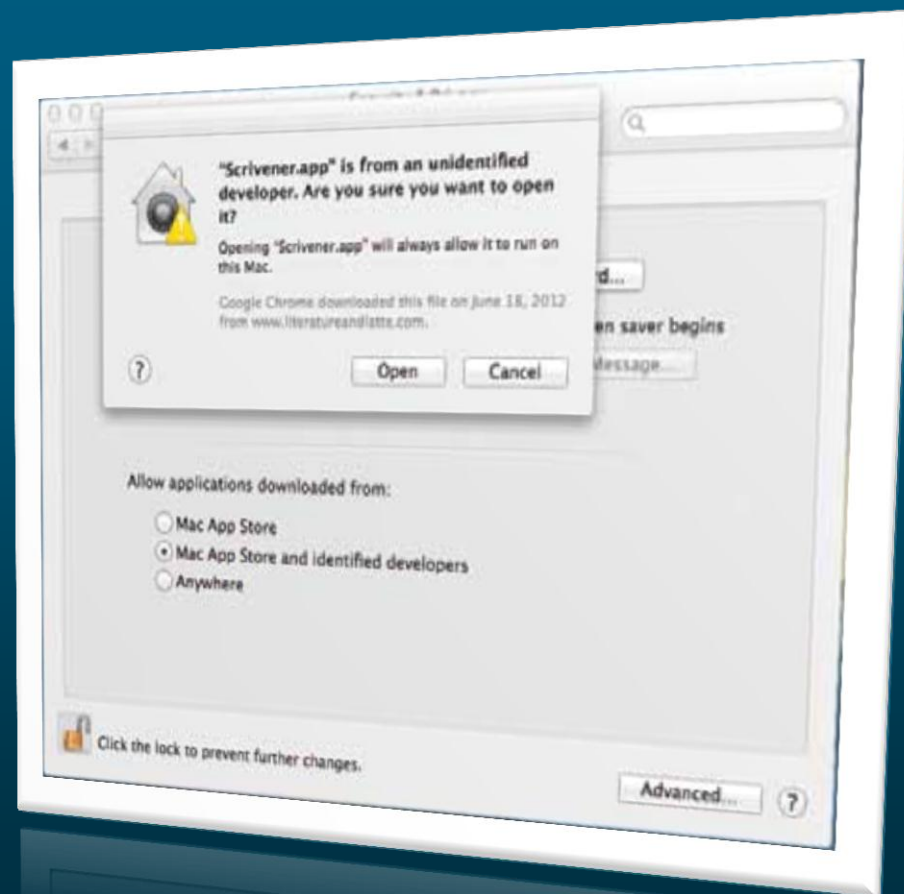 "Scrivener.app" is from an unidentified
developer. Are you sure you want to open
it?
Opening "Scrivener.app" will always allow it to run on
this Mac.
Google Chrome downloaded this file on June 18, 2012
from www.literatureandlatte.com.
?
Open
Cancel
d...
en saver begins
Message...
Allow applications downloaded from:
Mac App Store
Mac App Store and identified developers
Anywhere
Click the lock to prevent further changes.
Advanced...
?